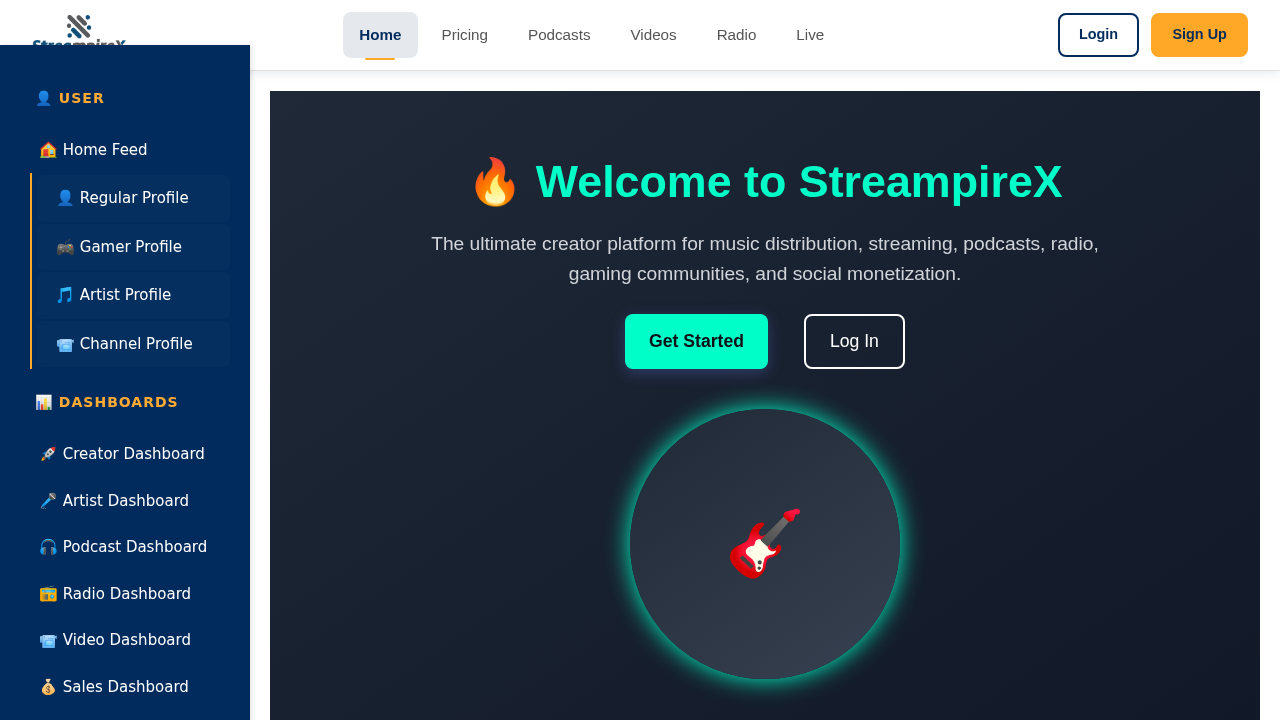 StreampireX
Home
Pricing
Podcasts
Videos
Radio
Live
Login
Sign Up
USER
Home Feed
Regular Profile
Gamer Profile
Artist Profile
Channel Profile
DASHBOARDS
Creator Dashboard
Artist Dashboard
Podcast Dashboard
Radio Dashboard
Video Dashboard
Sales Dashboard
🔥 Welcome to StreampireX
The ultimate creator platform for music distribution, streaming, podcasts, radio,
gaming communities, and social monetization.
Get Started
Log In